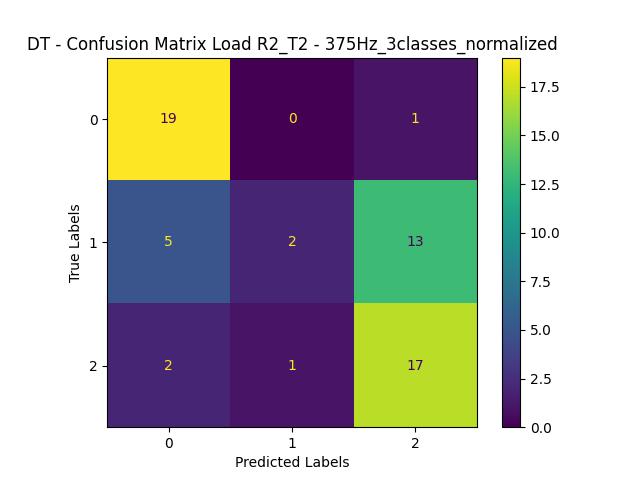 DT - Confusion Matrix Load R2_T2 - 375Hz_3classes_normalized
True Labels
0
1
2
19 0 1
5 2 13
2 1 17
0 1 2
Predicted Labels
17.5
15.0
12.5
10.0
7.5
5.0
2.5
0.0